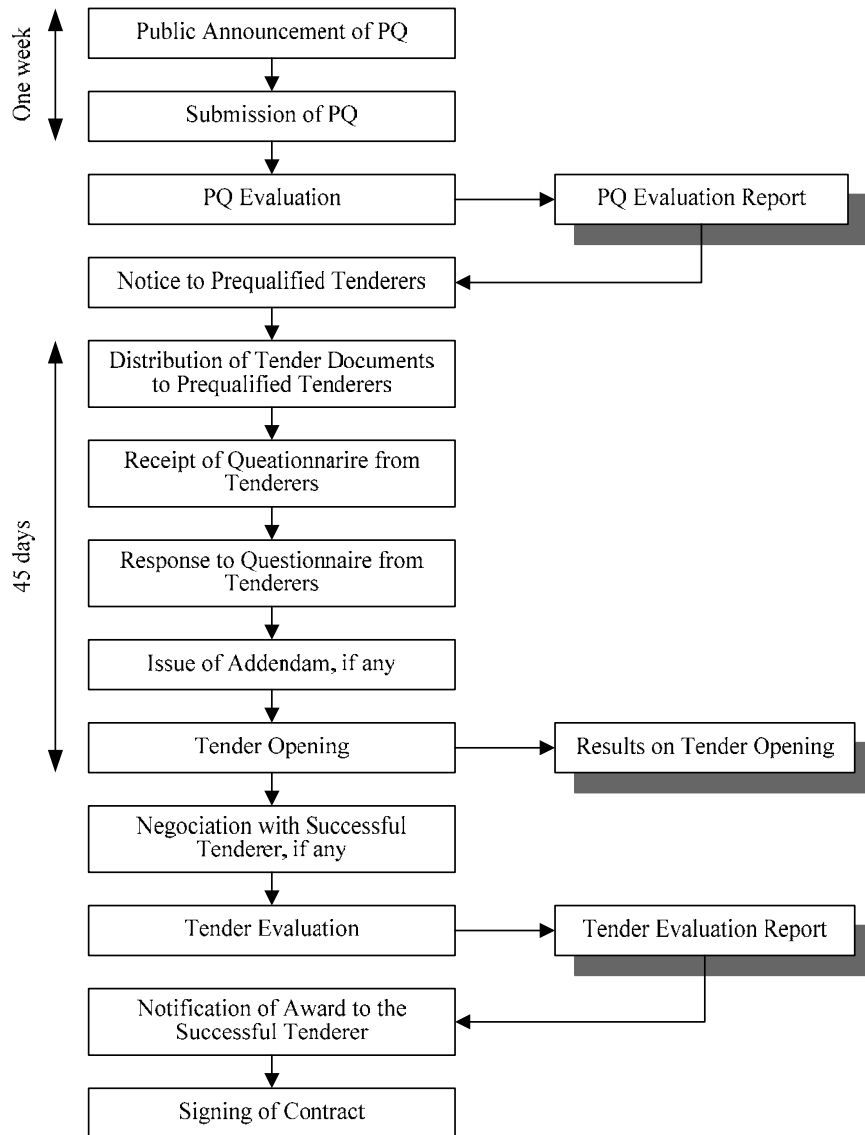 One week
Public Announcement of PQ
Submission of PQ
PQ Evaluation
PQ Evaluation Report
Notice to Prequalified Tenderers
45 days
Distribution of Tender Documents
to Prequalified Tenderers
Receipt of Queationnarire from
Tenderers
Response to Questionnaire from
Tenderers
Issue of Addendam, if any
Tender Opening
Results on Tender Opening
Negociation with Successful
Tenderer, if any
Tender Evaluation
Tender Evaluation Report
Notification of Award to the
Successful Tenderer
Signing of Contract